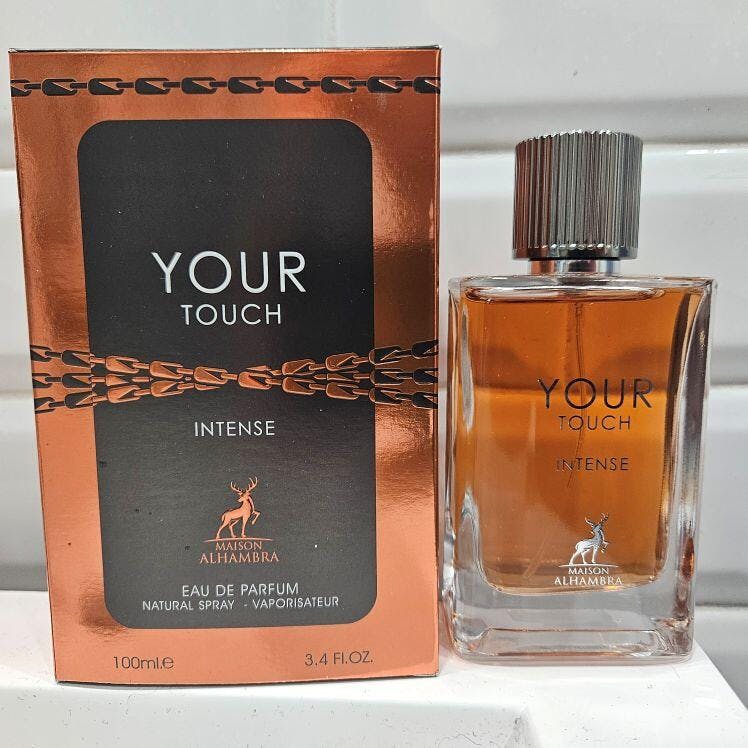 YOUR
TOUCH
INTENSE
MAISON
ALHAMBRA
EAU DE PARFUM
NATURAL SPRAY - VAPORISATEUR
100ml.e
3.4 Fl.OZ.
YOUR
TOUCH
INTENSE
MAISON
ALHAMBRA